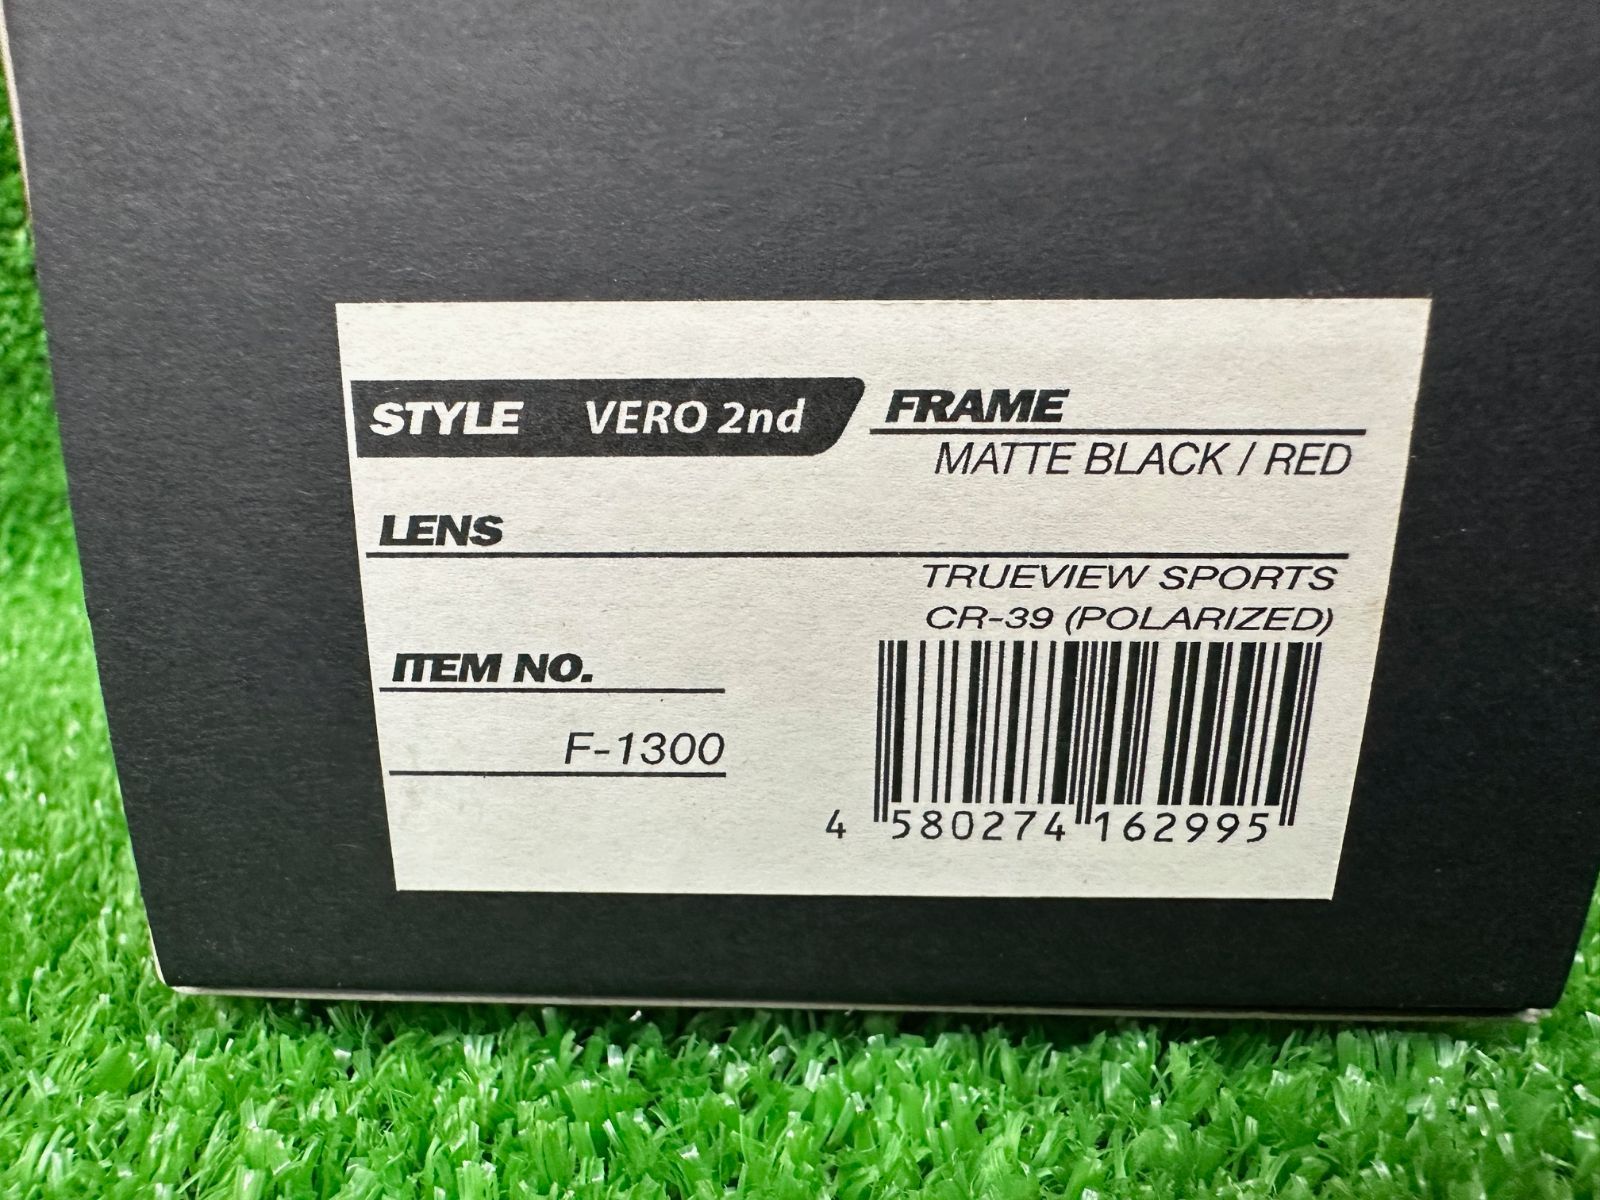 STYLE VERO 2nd
FRAME
MATTE BLACK / RED
LENS
TRUEVIEW SPORTS
CR-39 (POLARIZED)
ITEM NO.
F-1300
4 580274 162995